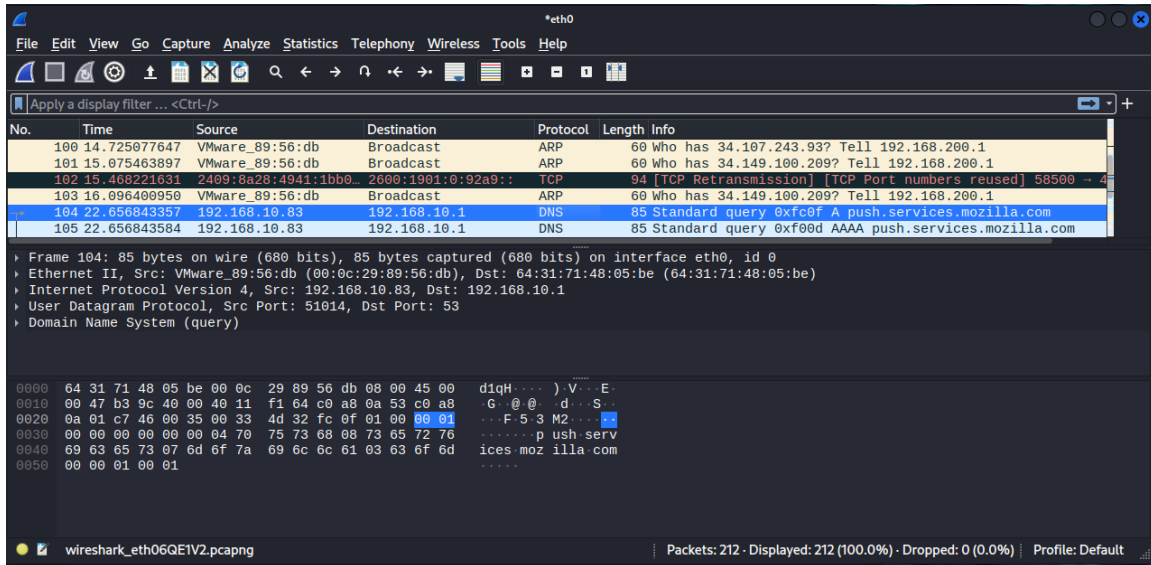 *eth0
File Edit View Go Capture Analyze Statistics Telephony Wireless Tools Help
Apply a display filter … <Ctrl-/>
No. Time Source Destination Protocol Length Info
100 14.725077647 VMware_89:56:db Broadcast ARP 60 Who has 34.107.243.93? Tell 192.168.200.1
101 15.075463897 VMware_89:56:db Broadcast ARP 60 Who has 34.149.100.209? Tell 192.168.200.1
102 15.468221631 2409:8a28:4941:1bb0… 2600:1901:0:92a9:: TCP 94 [TCP Retransmission] [TCP Port numbers reused] 58500 → 4
103 16.096400950 VMware_89:56:db Broadcast ARP 60 Who has 34.149.100.209? Tell 192.168.200.1
104 22.656843357 192.168.10.83 192.168.10.1 DNS 85 Standard query 0xfc0f A push.services.mozilla.com
105 22.656843584 192.168.10.83 192.168.10.1 DNS 85 Standard query 0xf00d AAAA push.services.mozilla.com
Frame 104: 85 bytes on wire (680 bits), 85 bytes captured (680 bits) on interface eth0, id 0
Ethernet II, Src: VMware_89:56:db (00:0c:29:89:56:db), Dst: 64:31:71:48:05:be (64:31:71:48:05:be)
Internet Protocol Version 4, Src: 192.168.10.83, Dst: 192.168.10.1
User Datagram Protocol, Src Port: 51014, Dst Port: 53
Domain Name System (query)
0000 64 31 71 48 05 be 00 0c 29 89 56 db 08 00 45 00 d1qH···· )·V···E·
0010 00 47 b3 9c 40 00 40 11 f1 64 c0 a8 0a 53 c0 a8 ·G··@·@· ·d···S··
0020 0a 01 c7 46 00 35 00 33 4d 32 fc 0f 01 00 00 01 ···F·5·3 M2······
0030 00 00 00 00 00 00 04 70 75 73 68 08 73 65 72 76 ·······p ush·serv
0040 69 63 65 73 07 6d 6f 7a 69 6c 6c 61 03 63 6f 6d ices·moz illa·com
0050 00 00 01 00 01 ·····
wireshark_eth06QE1V2.pcapng Packets: 212 · Displayed: 212 (100.0%) · Dropped: 0 (0.0%) Profile: Default